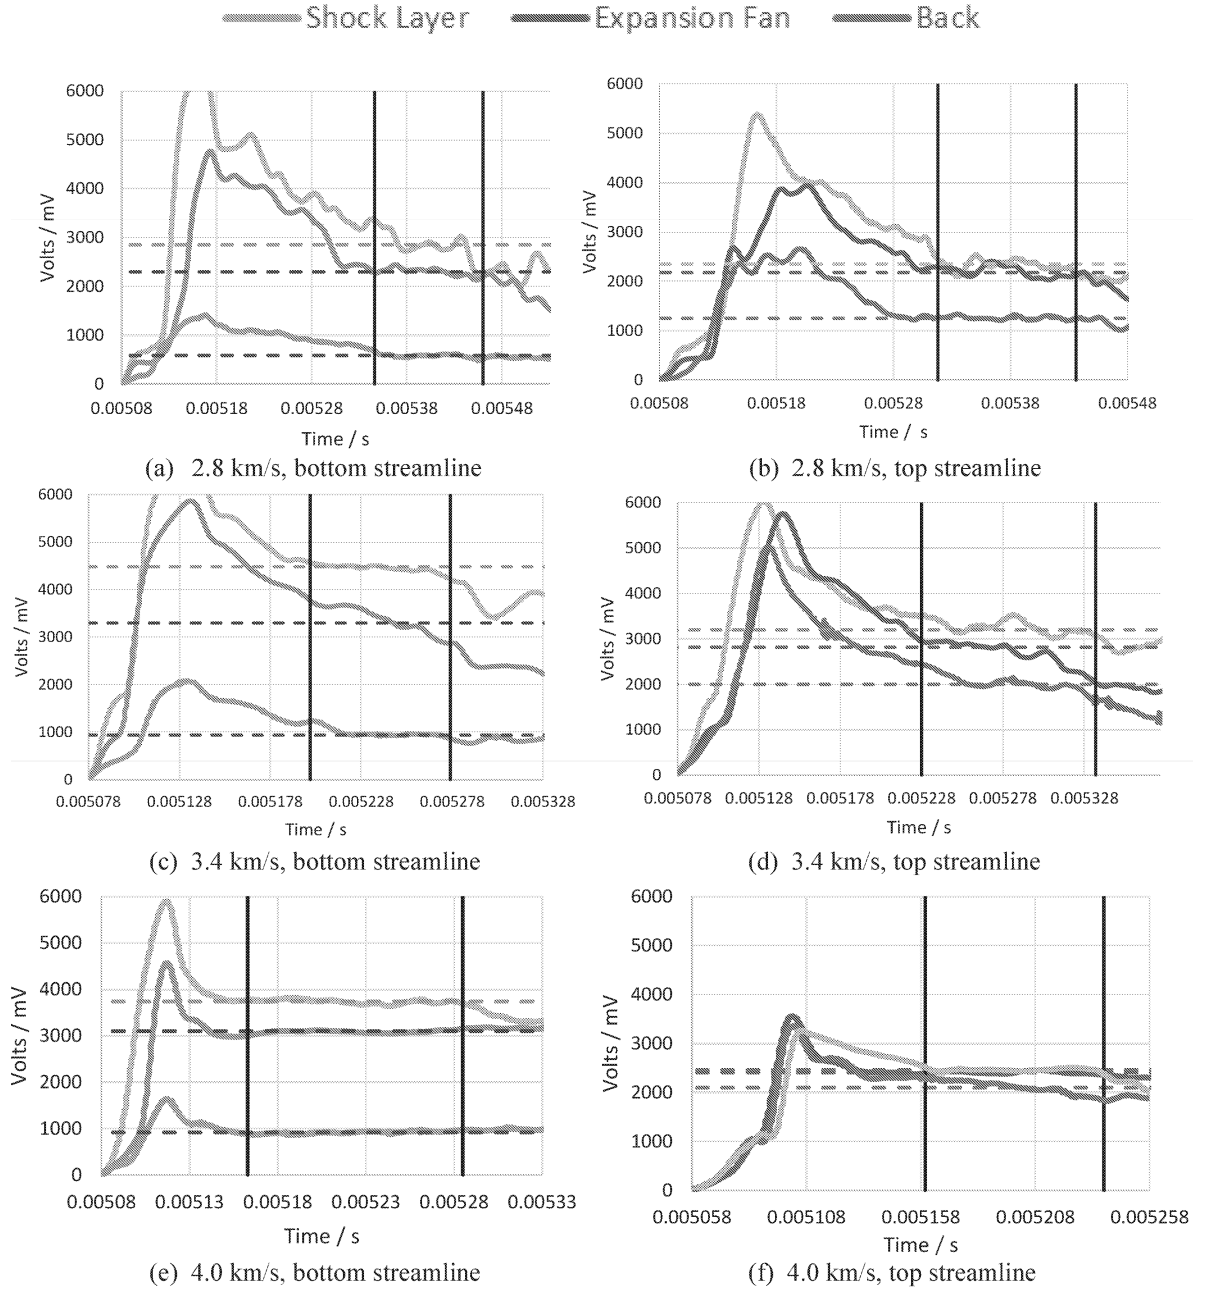 Shock Layer Expansion Fan Back
6000
5000
4000
3000
2000
1000
0
Volts / mV
0.00508 0.00518 0.00528 0.00538 0.00548
Time / s
(a) 2.8 km/s, bottom streamline
6000
5000
4000
3000
2000
1000
0
Volts / mV
0.00508 0.00518 0.00528 0.00538 0.00548
Time / s
(b) 2.8 km/s, top streamline
6000
5000
4000
3000
2000
1000
0
Volts / mV
0.005078 0.005128 0.005178 0.005228 0.005278 0.005328
Time / s
(c) 3.4 km/s, bottom streamline
6000
5000
4000
3000
2000
1000
0
Volts / mV
0.005078 0.005128 0.005178 0.005228 0.005278 0.005328
Time / s
(d) 3.4 km/s, top streamline
6000
5000
4000
3000
2000
1000
0
Volts / mV
0.00508 0.00513 0.00518 0.00523 0.00528 0.00533
Time / s
(e) 4.0 km/s, bottom streamline
6000
5000
4000
3000
2000
1000
0
Volts / mV
0.005058 0.005108 0.005158 0.005208 0.005258
Time / s
(f) 4.0 km/s, top streamline